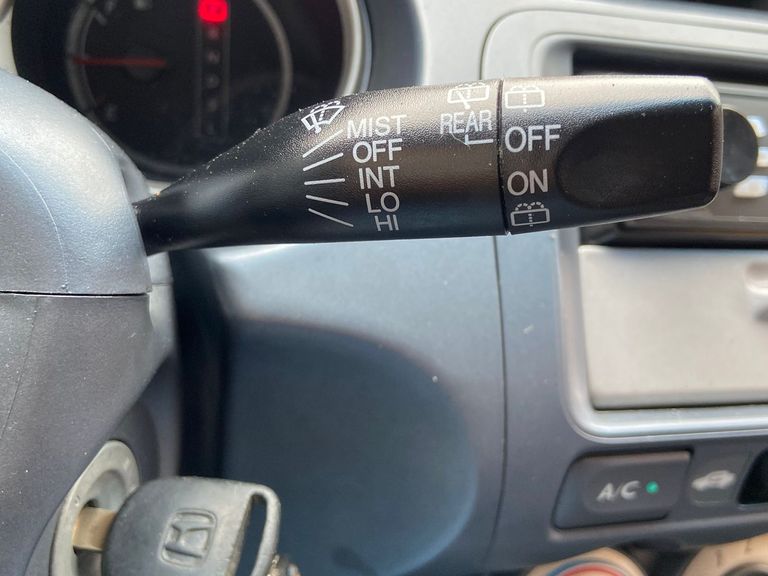 MIST
OFF
INT
LO
HI
REAR
OFF
ON
A/C